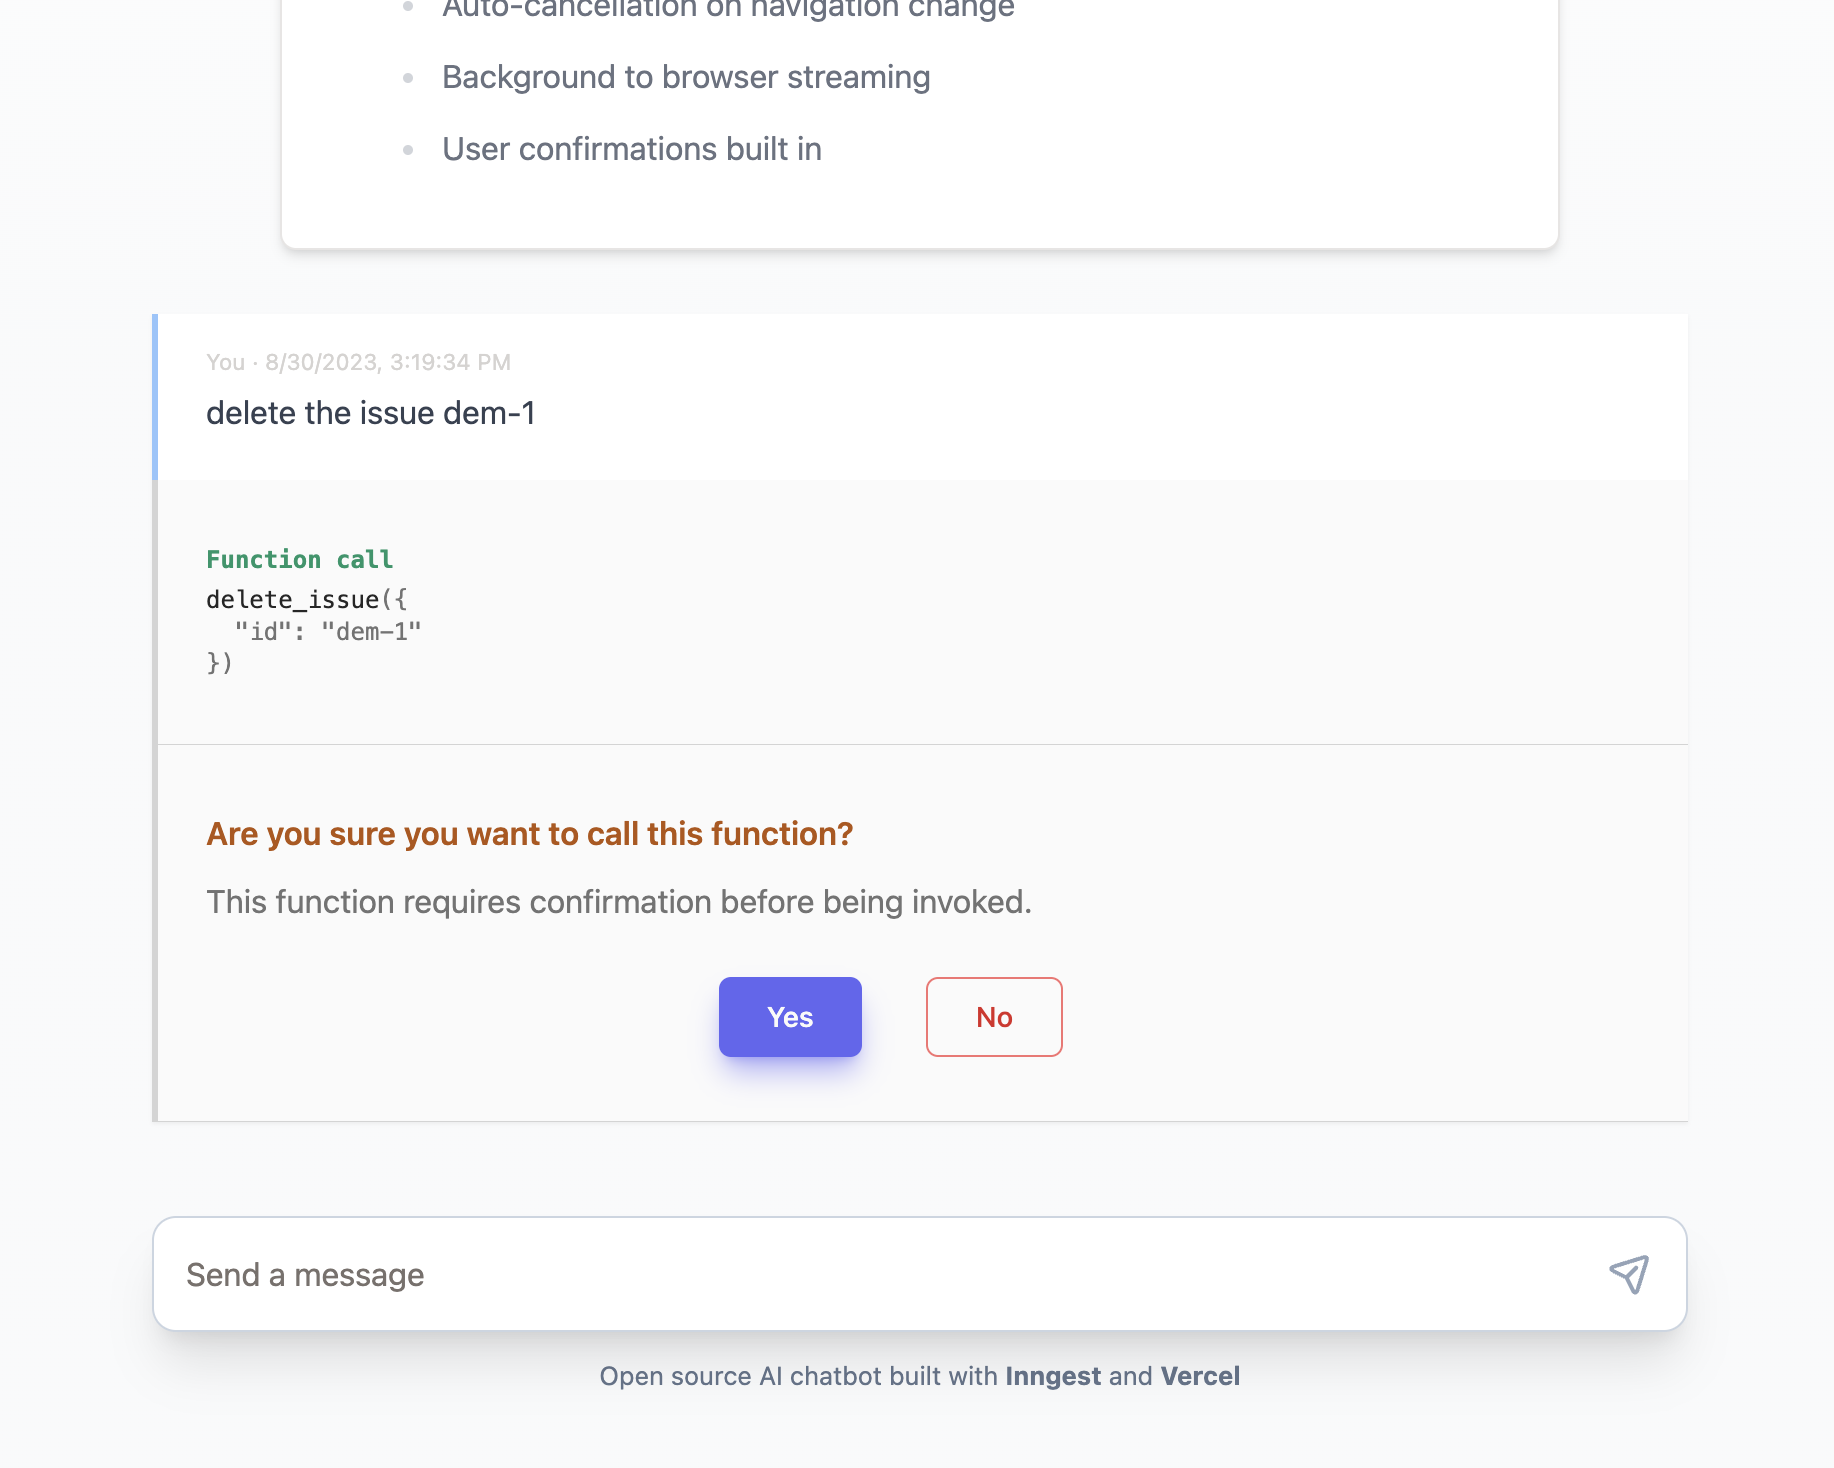 Auto-cancellation on navigation change
Background to browser streaming
User confirmations built in
You · 8/30/2023, 3:19:34 PM
delete the issue dem-1
Function call
delete_issue({
  "id": "dem-1"
})
Are you sure you want to call this function?
This function requires confirmation before being invoked.
Yes
No
Send a message
Open source AI chatbot built with Inngest and Vercel